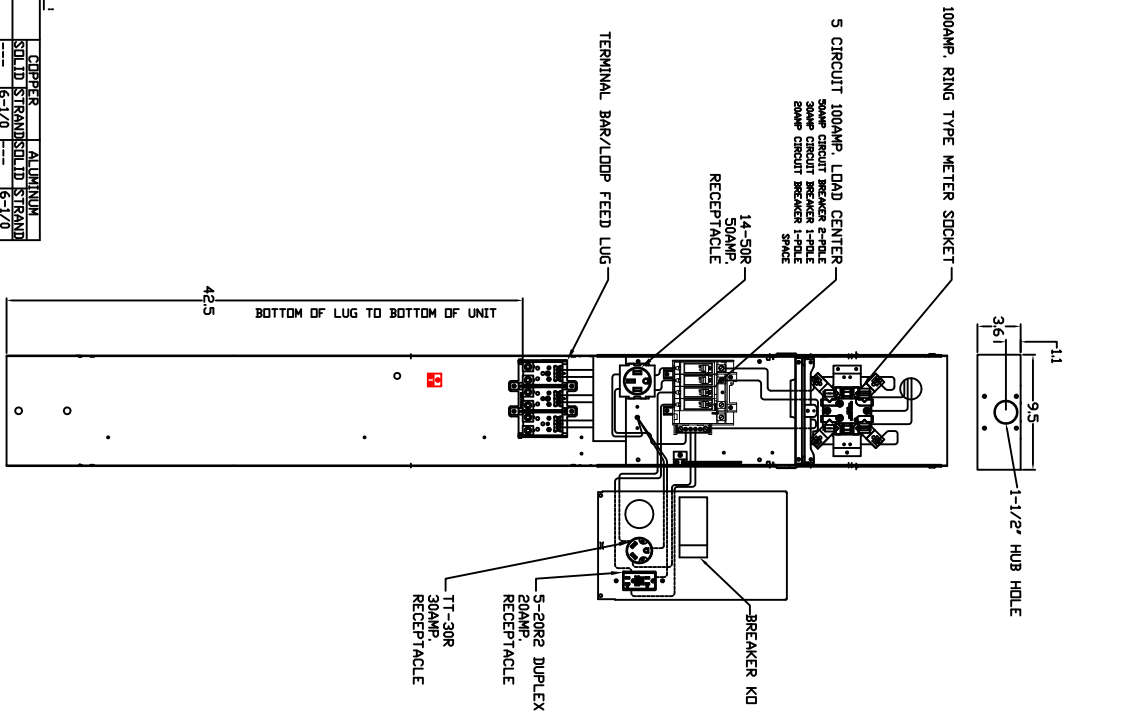 100AMP. RING TYPE METER SOCKET
5 CIRCUIT 100AMP. LOAD CENTER
50AMP CIRCUIT BREAKER 2-POLE
30AMP CIRCUIT BREAKER 1-POLE
20AMP CIRCUIT BREAKER 1-POLE
SPACE
14-50R
50AMP.
RECEPTACLE
TERMINAL BAR/LOOP FEED LUG
COPPER
ALUMINUM
SOLID STRAND
SOLID STRAND
---
6-1/0
---
6-1/0
1.1
3.6
9.5
1-1/2" HUB HOLE
42.5
BOTTOM OF LUG TO BOTTOM OF UNIT
BREAKER KO
5-20R2 DUPLEX
20AMP.
RECEPTACLE
TT-30R
30AMP.
RECEPTACLE